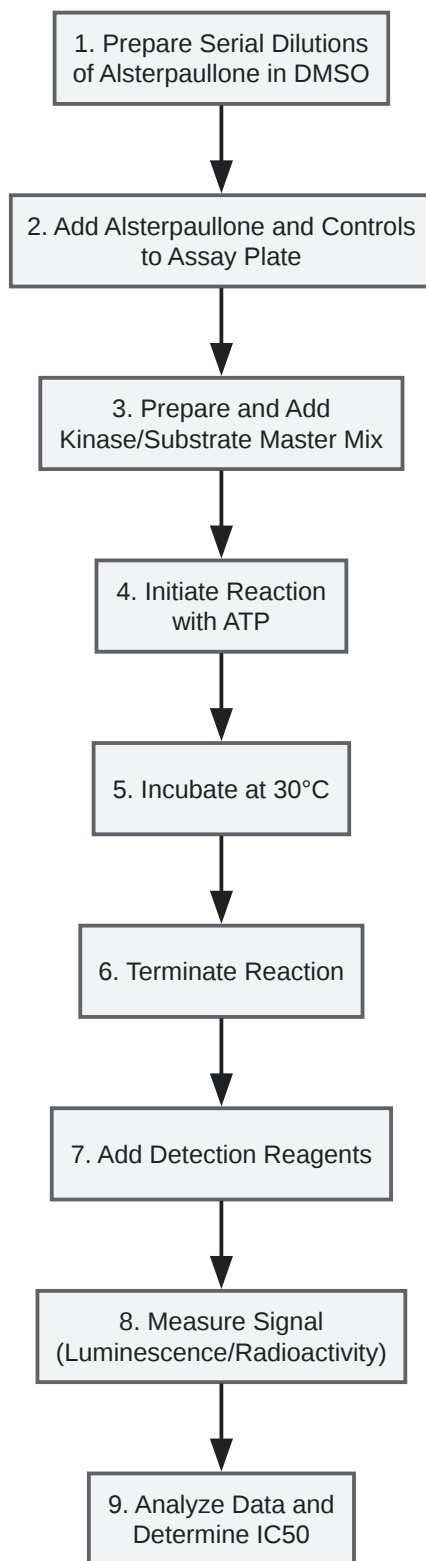 1. Prepare Serial Dilutions
of Alsterpaullone in DMSO
2. Add Alsterpaullone and Controls
to Assay Plate
3. Prepare and Add
Kinase/Substrate Master Mix
4. Initiate Reaction
with ATP
5. Incubate at 30°C
6. Terminate Reaction
7. Add Detection Reagents
8. Measure Signal
(Luminescence/Radioactivity)
9. Analyze Data and
Determine IC50